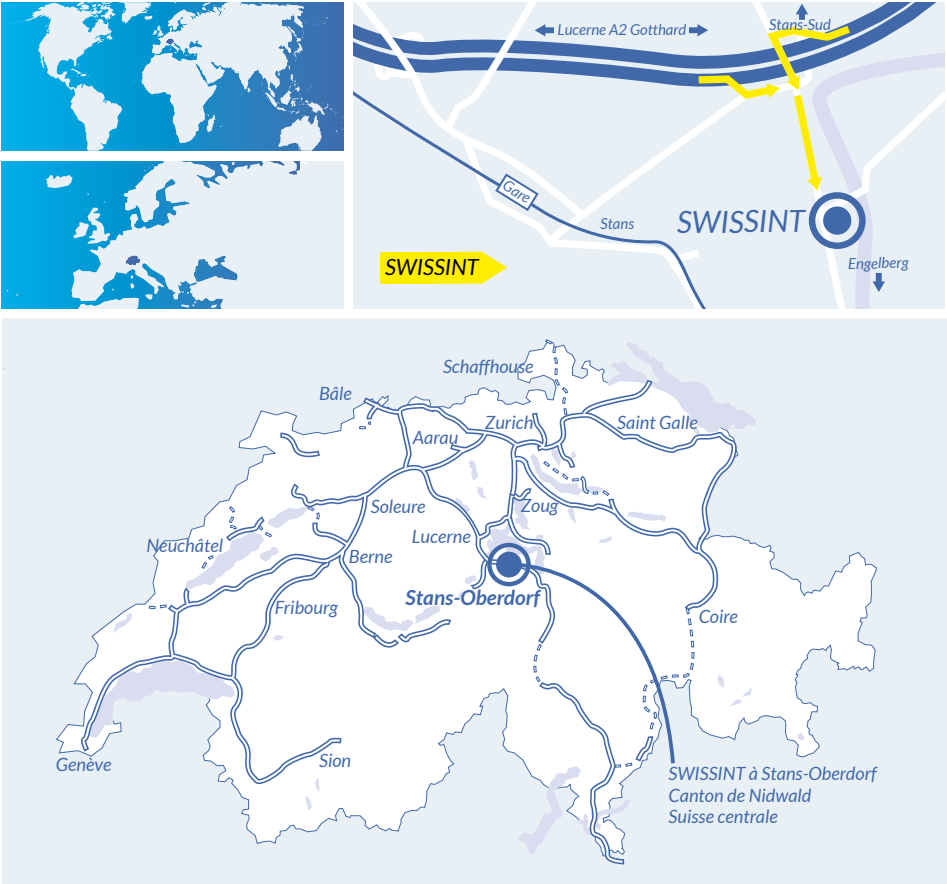 Lucerne A2 Gotthard
Stans-Sud
Gare
Stans
SWISSINT
Engelberg
SWISSINT
Schaffhouse
Bâle
Zurich
Saint Galle
Aarau
Soleure
Zoug
Lucerne
Neuchâtel
Berne
Stans-Oberdorf
Fribourg
Coire
Genève
Sion
SWISSINT à Stans-Oberdorf
Canton de Nidwald
Suisse centrale